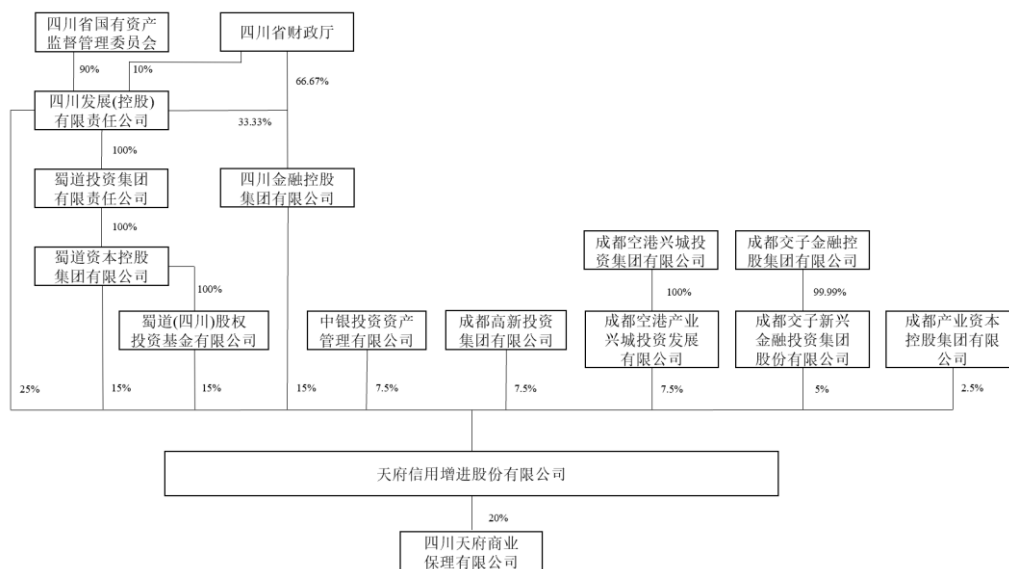 四川省国有资产
监督管理委员会
四川省财政厅
90%
10%
66.67%
四川发展(控股)
有限责任公司
33.33%
100%
蜀道投资集团
有限责任公司
四川金融控股
集团有限公司
100%
蜀道资本控股
集团有限公司
成都空港兴城投
资集团有限公司
成都交子金融控
股集团有限公司
100%
100%
99.99%
蜀道(四川)股权
投资基金有限公司
中银投资资产
管理有限公司
成都高新投资
集团有限公司
成都空港产业
兴城投资发展
有限公司
成都交子新兴
金融投资集团
股份有限公司
成都产业资本
控股集团有限
公司
25%
15%
15%
15%
7.5%
7.5%
7.5%
5%
2.5%
天府信用增进股份有限公司
20%
四川天府商业
保理有限公司